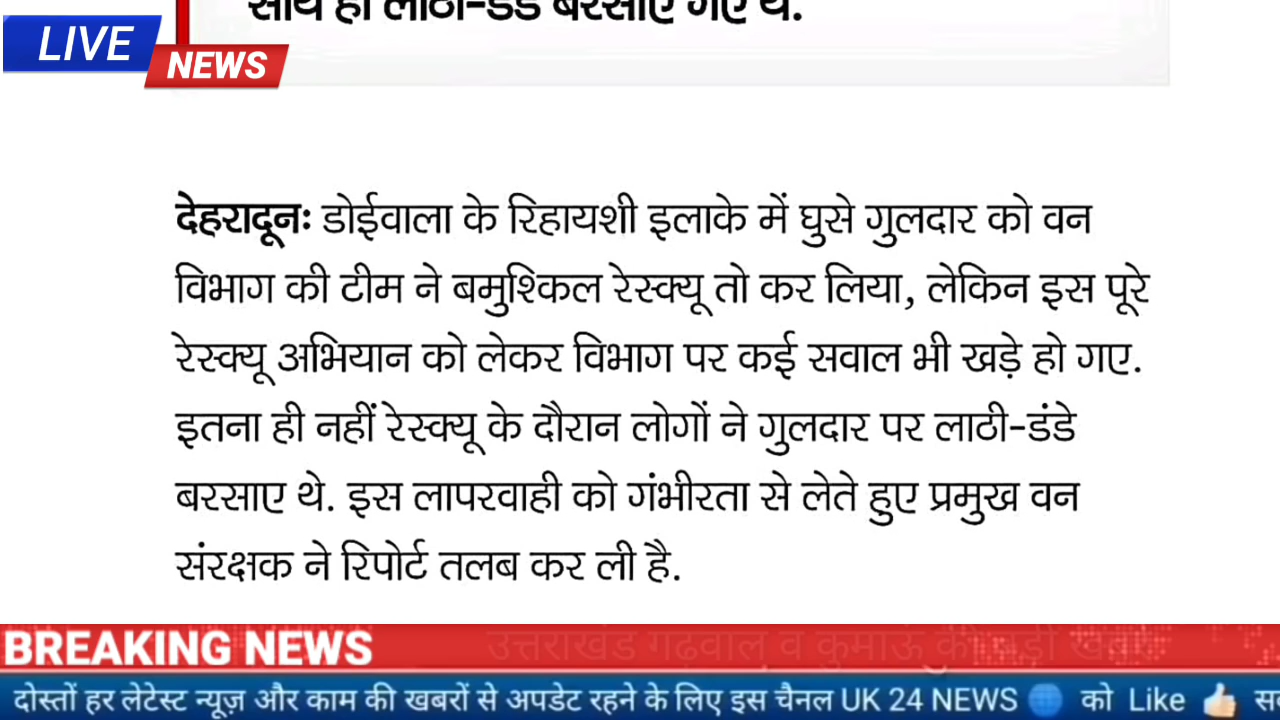 साथ ही लाठी-डंडे बरसाए गए थे.
LIVE
NEWS
देहरादूनः डोईवाला के रिहायशी इलाके में घुसे गुलदार को वन
विभाग की टीम ने बमुश्किल रेस्क्यू तो कर लिया, लेकिन इस पूरे
रेस्क्यू अभियान को लेकर विभाग पर कई सवाल भी खड़े हो गए.
इतना ही नहीं रेस्क्यू के दौरान लोगों ने गुलदार पर लाठी-डंडे
बरसाए थे. इस लापरवाही को गंभीरता से लेते हुए प्रमुख वन
संरक्षक ने रिपोर्ट तलब कर ली है.
उत्तराखंड गढ़वाल व कुमाऊं की
BREAKING NEWS
दोस्तों हर लेटेस्ट न्यूज़ और काम की खबरों से अपडेट रहने के लिए इस चैनल UK 24 NEWS 🌐 को Like 👍🏻